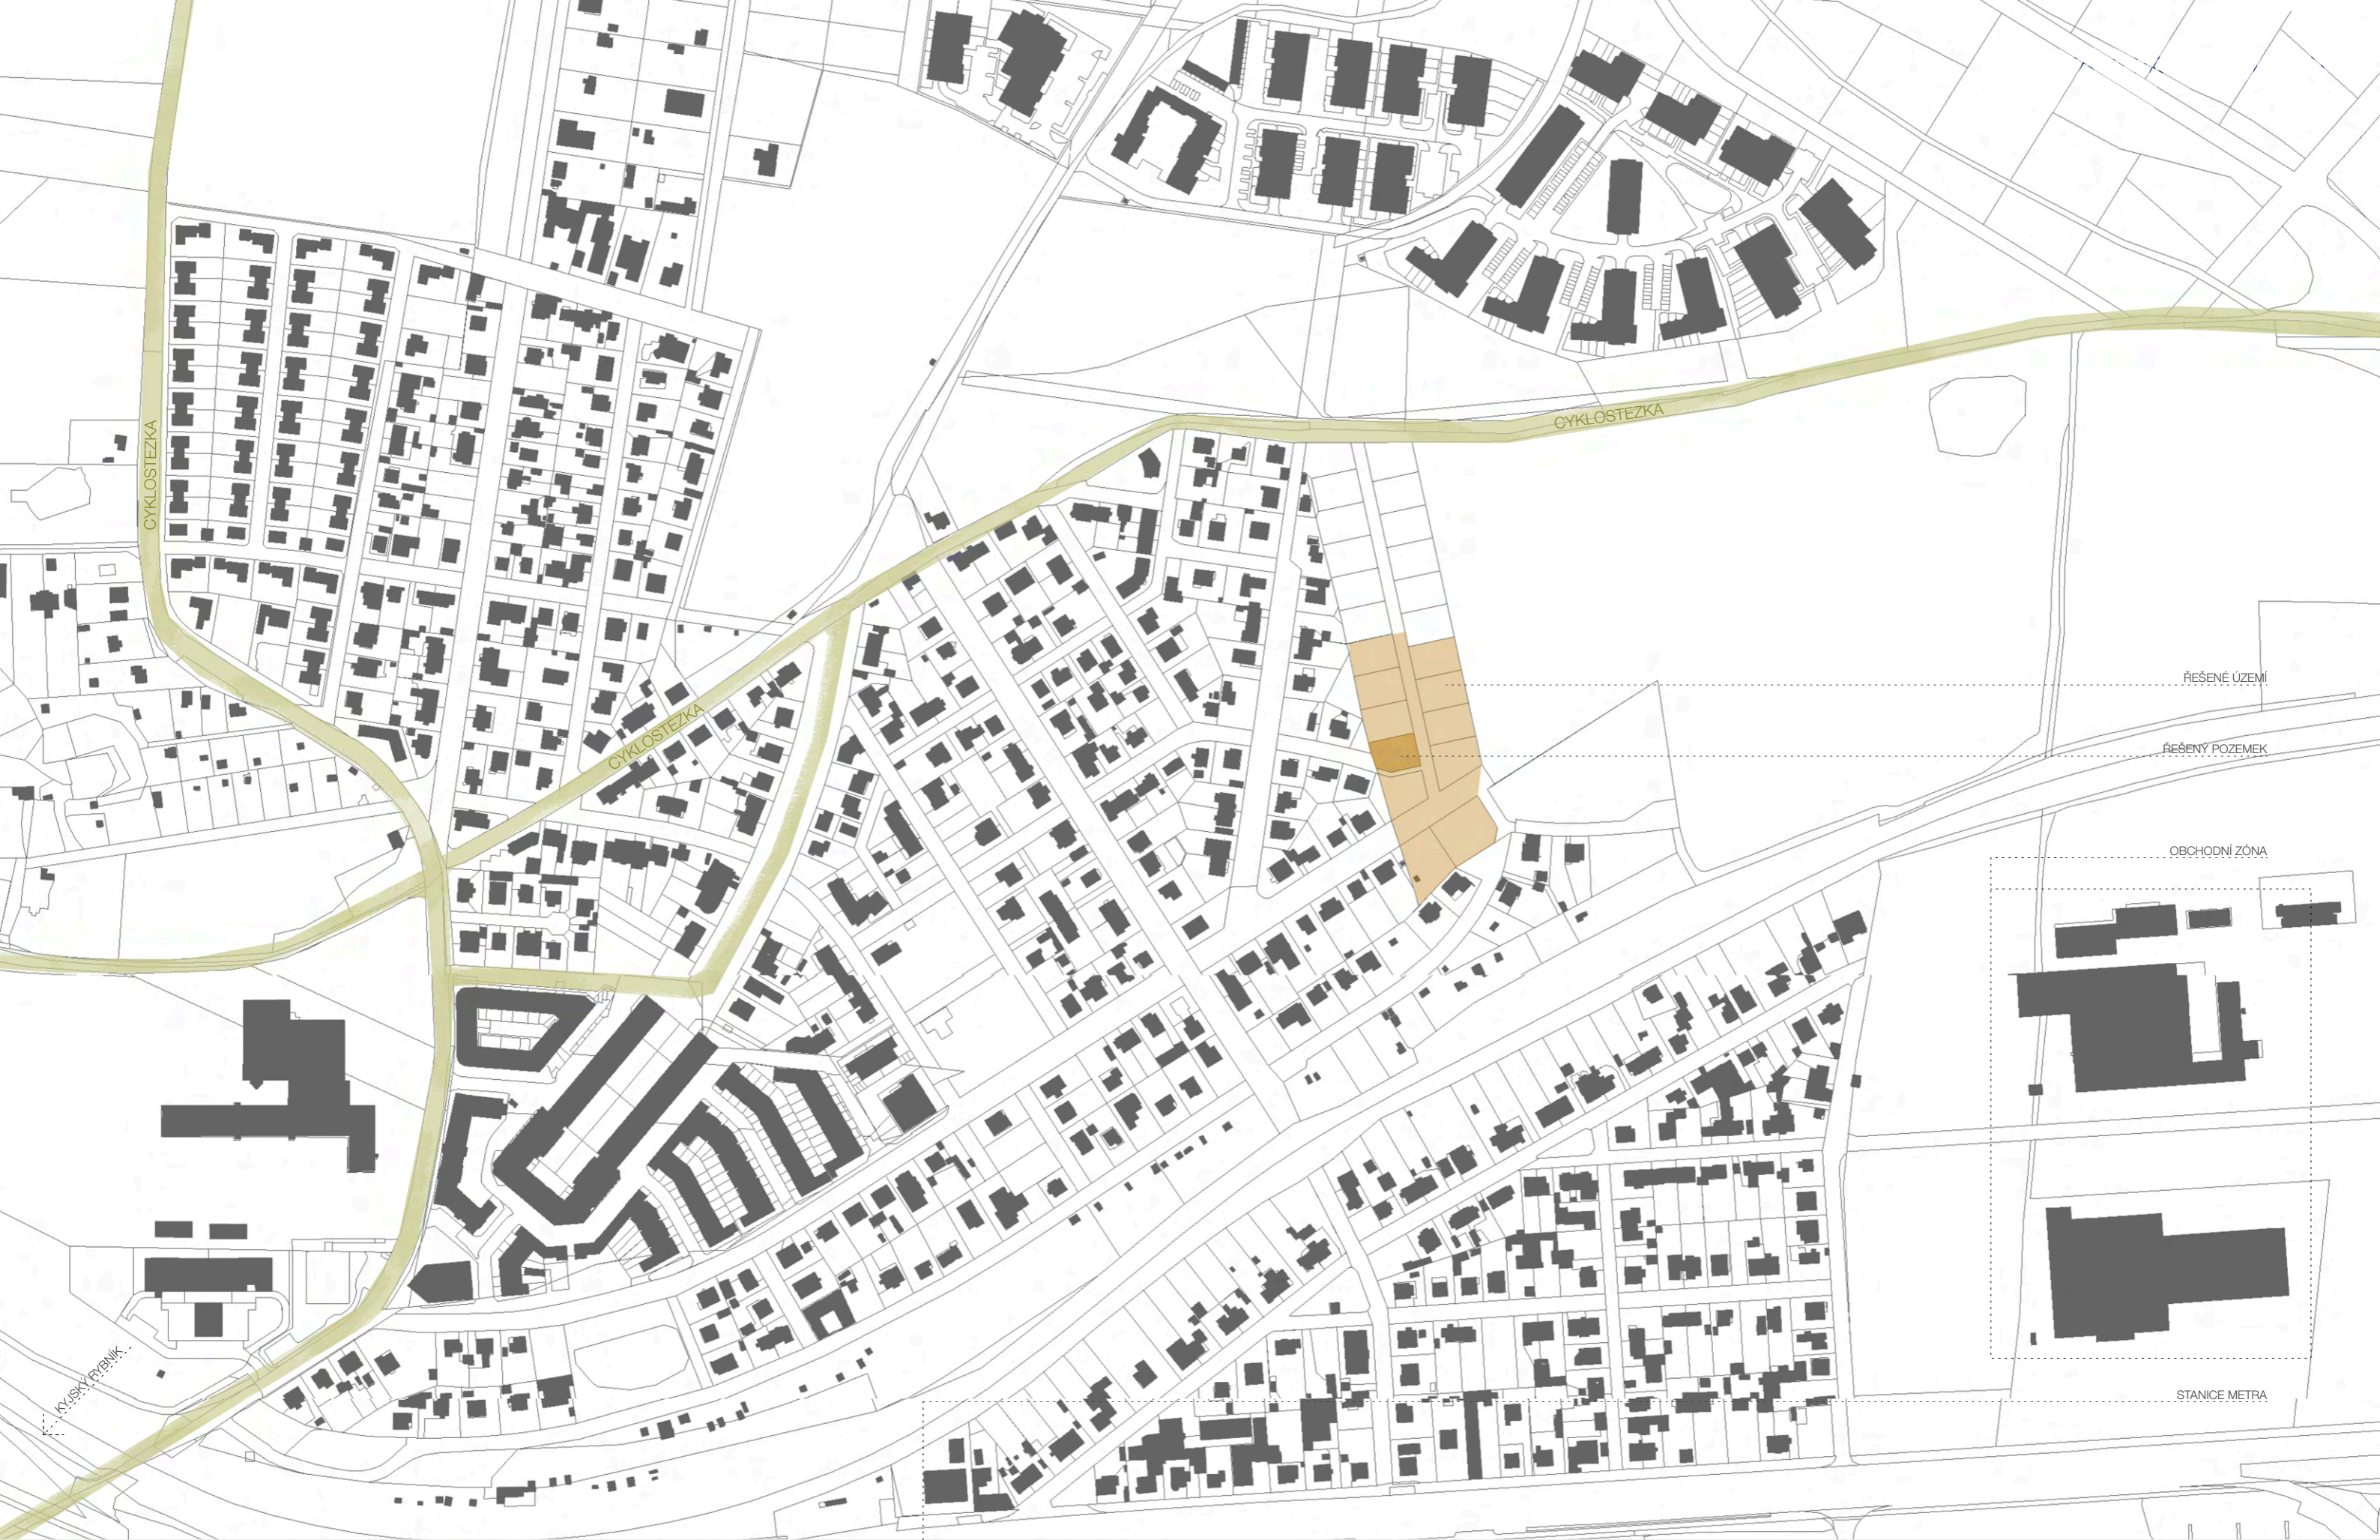 CYKLOSTEZKA
CYKLOSTEZKA
ŘEŠENÉ ÚZEMÍ
CYKLOSTEZKA
ŘEŠENÝ POZEMEK
OBCHODNÍ ZÓNA
KYJSKÝ RYBNÍK
STANICE METRA